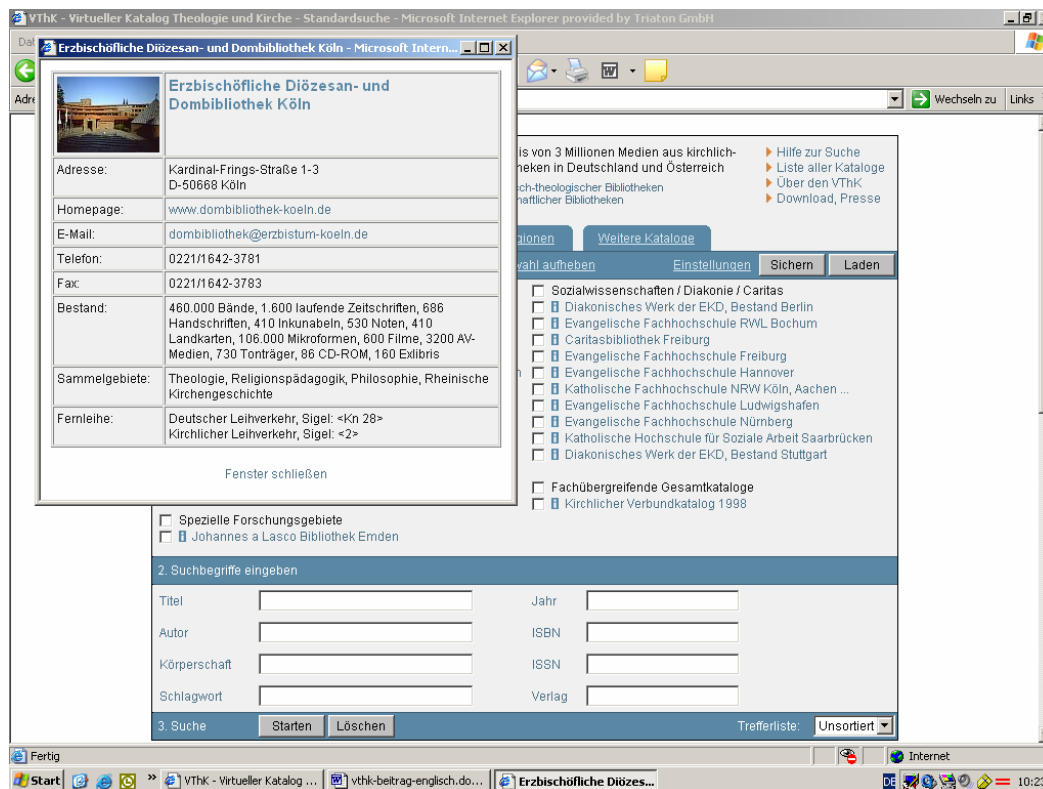 VThK - Virtueller Katalog Theologie und Kirche - Standardsuche - Microsoft Internet Explorer provided by Triaton GmbH
Erzbischöfliche Diözesan- und Dombibliothek Köln - Microsoft Intern...
Erzbischöfliche Diözesan- und
Dombibliothek Köln
Adresse: Kardinal-Frings-Straße 1-3
D-50668 Köln
Homepage: www.dombibliothek-koeln.de
E-Mail: dombibliothek@erzbistum-koeln.de
Telefon: 0221/1642-3781
Fax: 0221/1642-3783
Bestand: 460.000 Bände, 1.600 laufende Zeitschriften, 686
Handschriften, 410 Inkunabeln, 530 Noten, 410
Landkarten, 106.000 Mikroformen, 600 Filme, 3200 AV-
Medien, 730 Tonträger, 86 CD-ROM, 160 Exlibris
Sammelgebiete: Theologie, Religionspädagogik, Philosophie, Rheinische
Kirchengeschichte
Fernleihe: Deutscher Leihverkehr, Sigel: <Kn 28>
Kirchlicher Leihverkehr, Sigel: <2>
Fenster schließen
Wechseln zu Links
is von 3 Millionen Medien aus kirchlich-
heken in Deutschland und Österreich
sch-theologischer Bibliotheken
haftlicher Bibliotheken
Hilfe zur Suche
Liste aller Kataloge
Über den VThK
Download, Presse
gionen Weitere Kataloge
wahl aufheben Einstellungen Sichern Laden
Sozialwissenschaften / Diakonie / Caritas
Diakonisches Werk der EKD, Bestand Berlin
Evangelische Fachhochschule RWL Bochum
Caritasbibliothek Freiburg
Evangelische Fachhochschule Freiburg
Evangelische Fachhochschule Hannover
Katholische Fachhochschule NRW Köln, Aachen ...
Evangelische Fachhochschule Ludwigshafen
Evangelische Fachhochschule Nürnberg
Katholische Hochschule für Soziale Arbeit Saarbrücken
Diakonisches Werk der EKD, Bestand Stuttgart
Fachübergreifende Gesamtkataloge
Kirchlicher Verbundkatalog 1998
Spezielle Forschungsgebiete
Johannes a Lasco Bibliothek Emden
2. Suchbegriffe eingeben
Titel Jahr
Autor ISBN
Körperschaft ISSN
Schlagwort Verlag
3. Suche Starten Löschen Trefferliste: Unsortiert
Fertig Internet
Start » VThK - Virtueller Katalog ... vthk-beitrag-englisch.do... Erzbischöfliche Diözes... DE 10:23